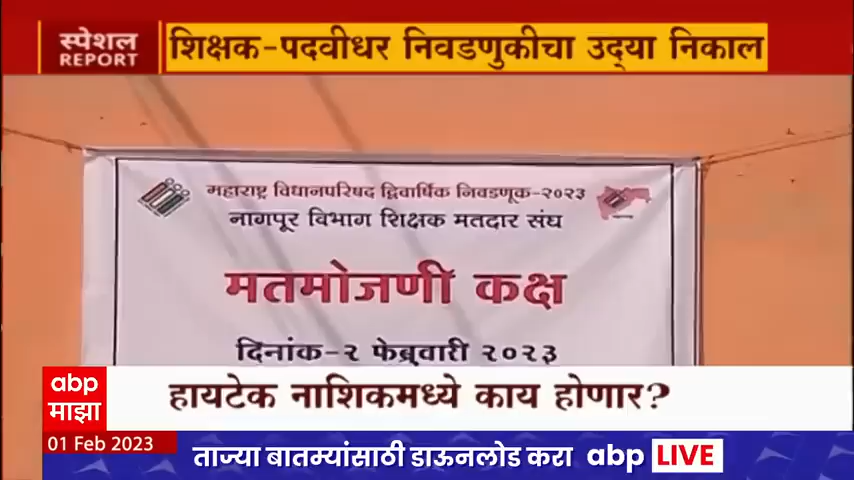 स्पेशल
REPORT
शिक्षक-पदवीधर निवडणुकीचा उद्या निकाल
महाराष्ट्र विधानपरिषद द्विवार्षिक निवडणूक-२०२३
नागपूर विभाग शिक्षक मतदार संघ
मतमोजणी कक्ष
दिनांक-२ फेब्रुवारी २०२३
abp
माझा
हायटेक नाशिकमध्ये काय होणार?
01 Feb 2023
ताज्या बातम्यांसाठी डाऊनलोड करा abp LIVE